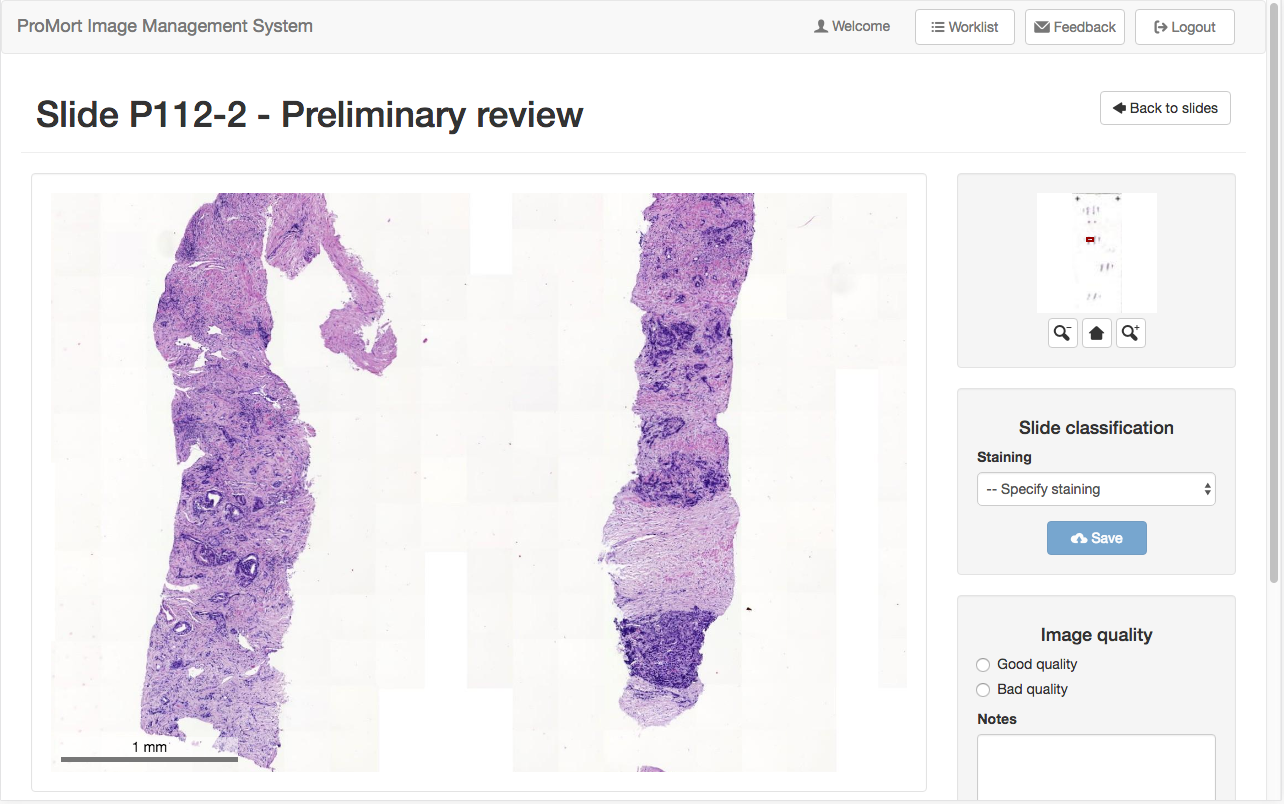 ProMort Image Management System
Welcome
Worklist
Feedback
Logout
Slide P112-2 - Preliminary review
Back to slides
Slide classification
Staining
-- Specify staining
Save
Image quality
Good quality
Bad quality
Notes
1 mm